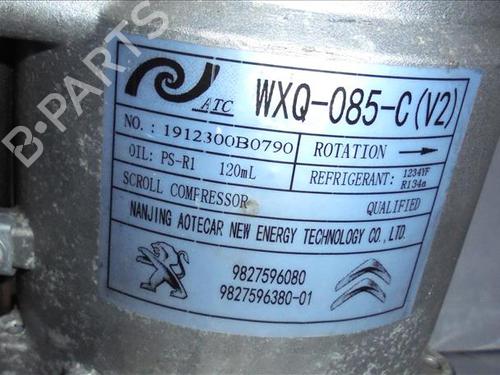 ATC WXQ-085-C(V2)
NO.: 1912300B0790 ROTATION
OIL: PS-R1 120mL REFRIGERANT: 1234YF R134a
SCROLL COMPRESSOR QUALIFIED
NANJING AOTECAR NEW ENERGY TECHNOLOGY CO.,LTD.
9827596080
9827596380-01
B-PARTS